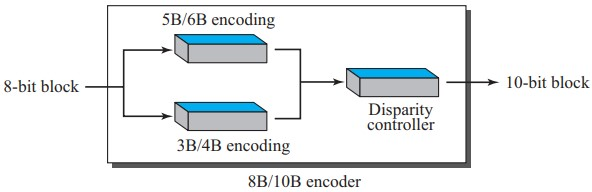 5B/6B encoding
8-bit block
10-bit block
Disparity
controller
3B/4B encoding
8B/10B encoder